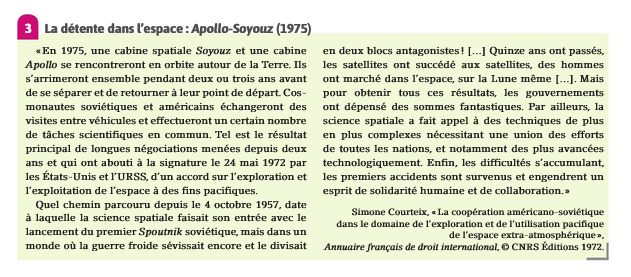 3 La détente dans l'espace : Apollo-Soyouz (1975)
« En 1975, une cabine spatiale Soyouz et une cabine
Apollo se rencontreront en orbite autour de la Terre. Ils
s'arrimeront ensemble pendant deux ou trois ans avant
de se séparer et de retourner à leur point de départ. Cos-
monautes soviétiques et américains échangeront des
visites entre véhicules et effectueront un certain nombre
de tâches scientifiques en commun. Tel est le résultat
principal de longues négociations menées depuis deux
ans et qui ont abouti à la signature le 24 mai 1972 par
les États-Unis et l'URSS, d'un accord sur l'exploration et
l'exploitation de l'espace à des fins pacifiques.
Quel chemin parcouru depuis le 4 octobre 1957, date
à laquelle la science spatiale faisait son entrée avec le
lancement du premier Spoutnik soviétique, mais dans un
monde où la guerre froide sévissait encore et le divisait
en deux blocs antagonistes ! [...] Quinze ans ont passés,
les satellites ont succédé aux satellites, des hommes
ont marché dans l'espace, sur la Lune même [...]. Mais
pour obtenir tous ces résultats, les gouvernements
ont dépensé des sommes fantastiques. Par ailleurs, la
science spatiale a fait appel à des techniques de plus
en plus complexes nécessitant une union des efforts
de toutes les nations, et notamment des plus avancées
technologiquement. Enfin, les difficultés s'accumulant,
les premiers accidents sont survenus et engendrent un
esprit de solidarité humaine et de collaboration. »
Simone Courteix, « La coopération américano-soviétique
dans le domaine de l'exploration et de l'utilisation pacifique
de l'espace extra-atmosphérique »,
Annuaire français de droit international, © CNRS Éditions 1972.